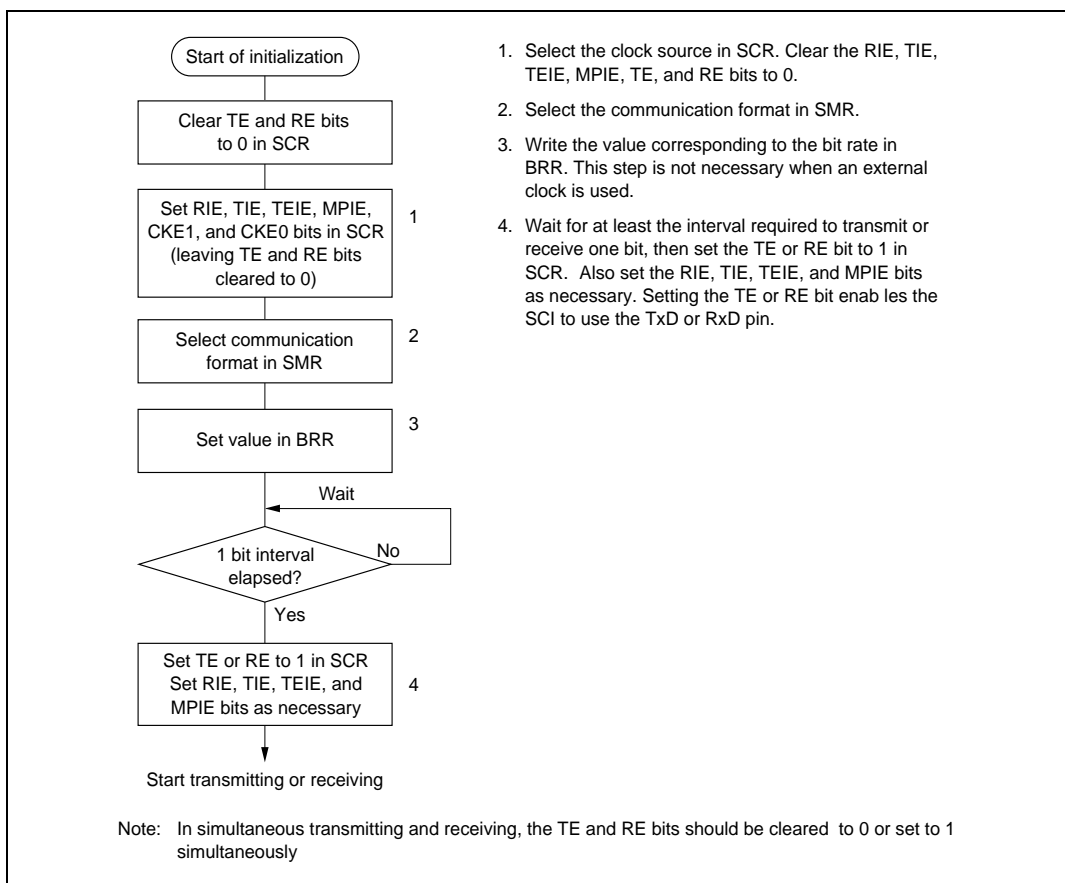 Start of initialization
Clear TE and RE bits
to 0 in SCR
Set RIE, TIE, TEIE, MPIE,
CKE1, and CKE0 bits in SCR
(leaving TE and RE bits
cleared to 0)
1
Select communication
format in SMR
2
Set value in BRR
3
Wait
1 bit interval
elapsed?
No
Yes
Set TE or RE to 1 in SCR
Set RIE, TIE, TEIE, and
MPIE bits as necessary
4
Start transmitting or receiving
1. Select the clock source in SCR. Clear the RIE, TIE,
TEIE, MPIE, TE, and RE bits to 0.
2. Select the communication format in SMR.
3. Write the value corresponding to the bit rate in
BRR. This step is not necessary when an external
clock is used.
4. Wait for at least the interval required to transmit or
receive one bit, then set the TE or RE bit to 1 in
SCR.  Also set the RIE, TIE, TEIE, and MPIE bits
as necessary. Setting the TE or RE bit enab les the
SCI to use the TxD or RxD pin.
Note: In simultaneous transmitting and receiving, the TE and RE bits should be cleared  to 0 or set to 1
simultaneously